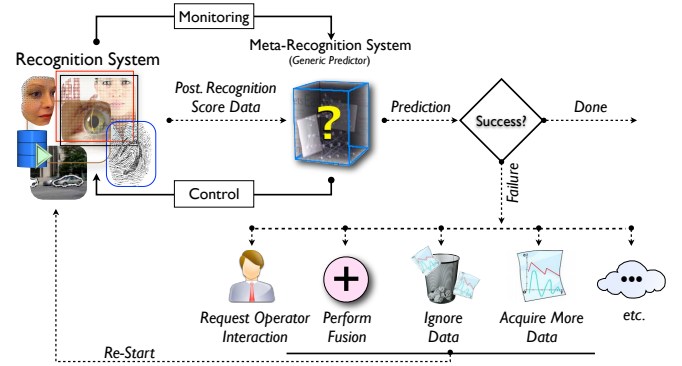 Monitoring
Meta-Recognition System
(Generic Predictor)
Recognition System
Post. Recognition
Score Data
?
Prediction
Success?
Done
Control
Failure
Request Operator
Interaction
Perform
Fusion
Ignore
Data
Acquire More
Data
etc.
Re-Start